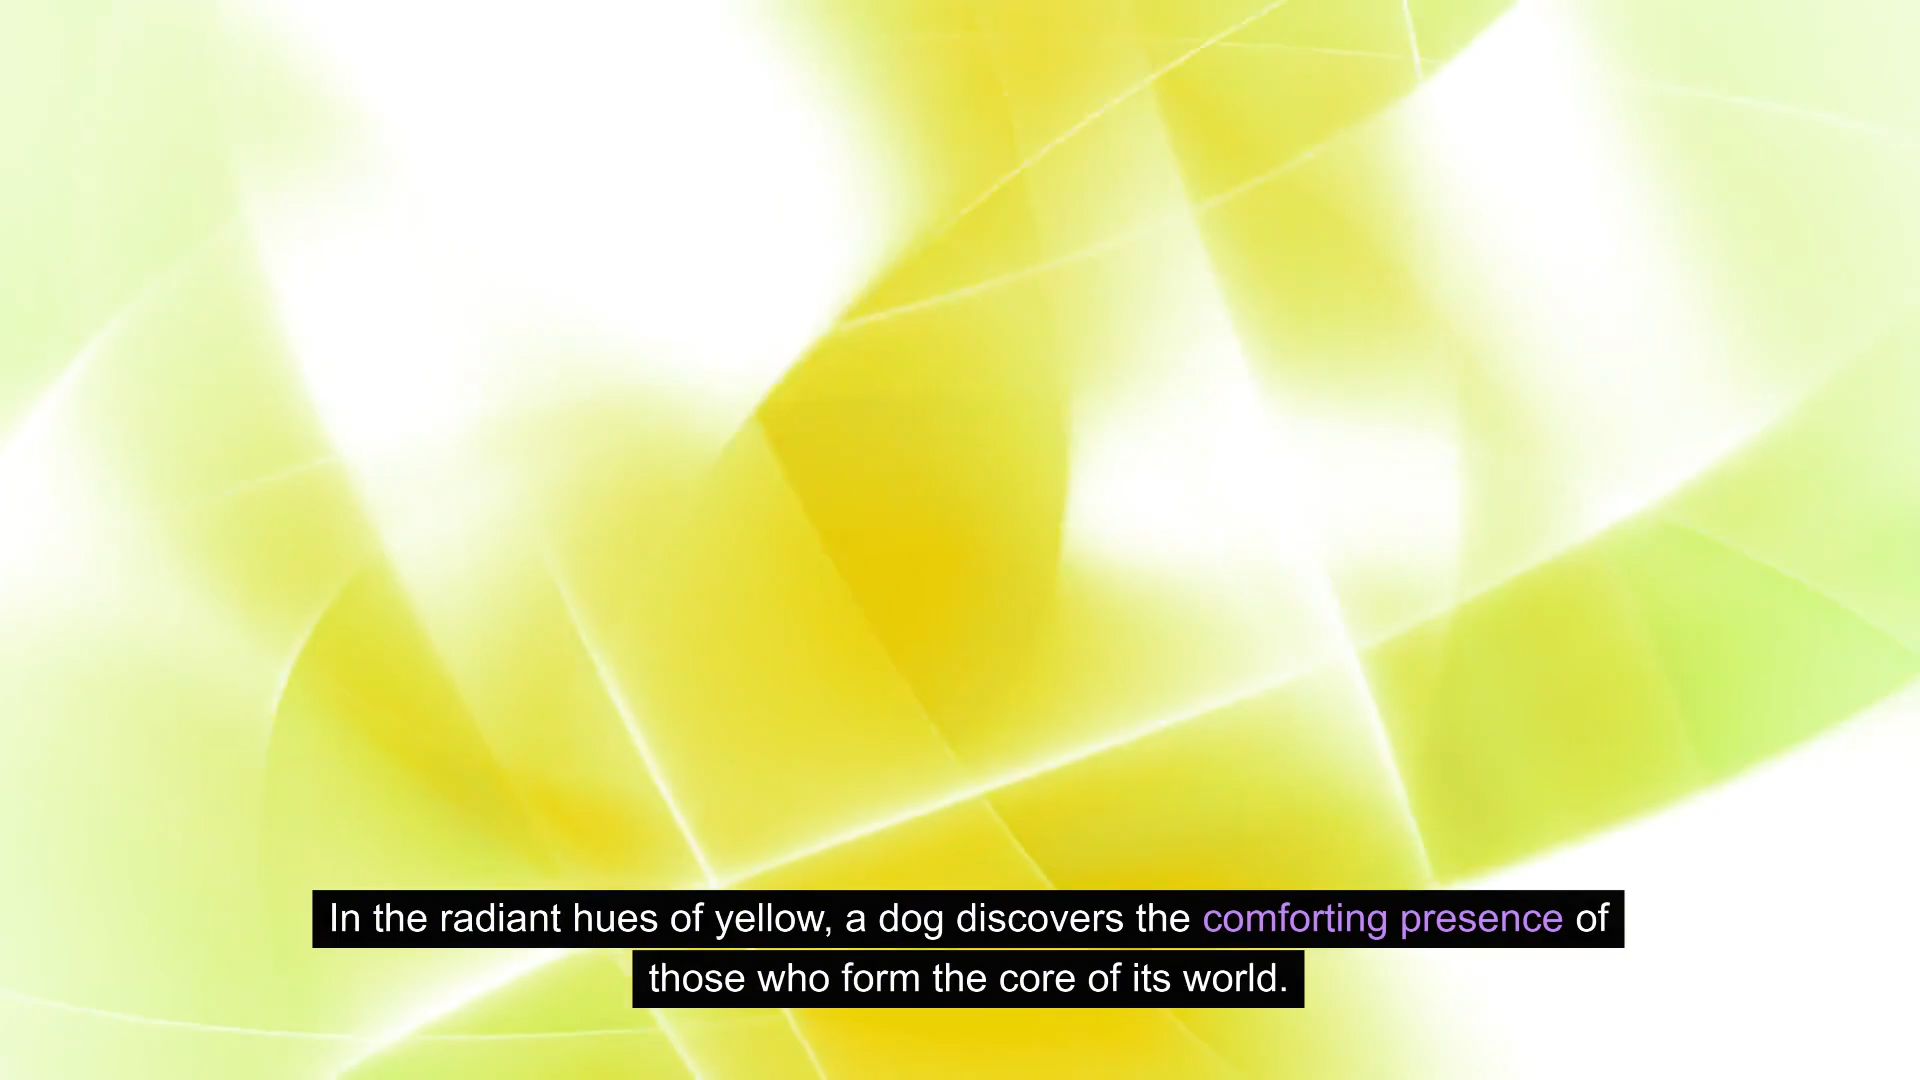 In the radiant hues of yellow, a dog discovers the comforting presence of
those who form the core of its world.